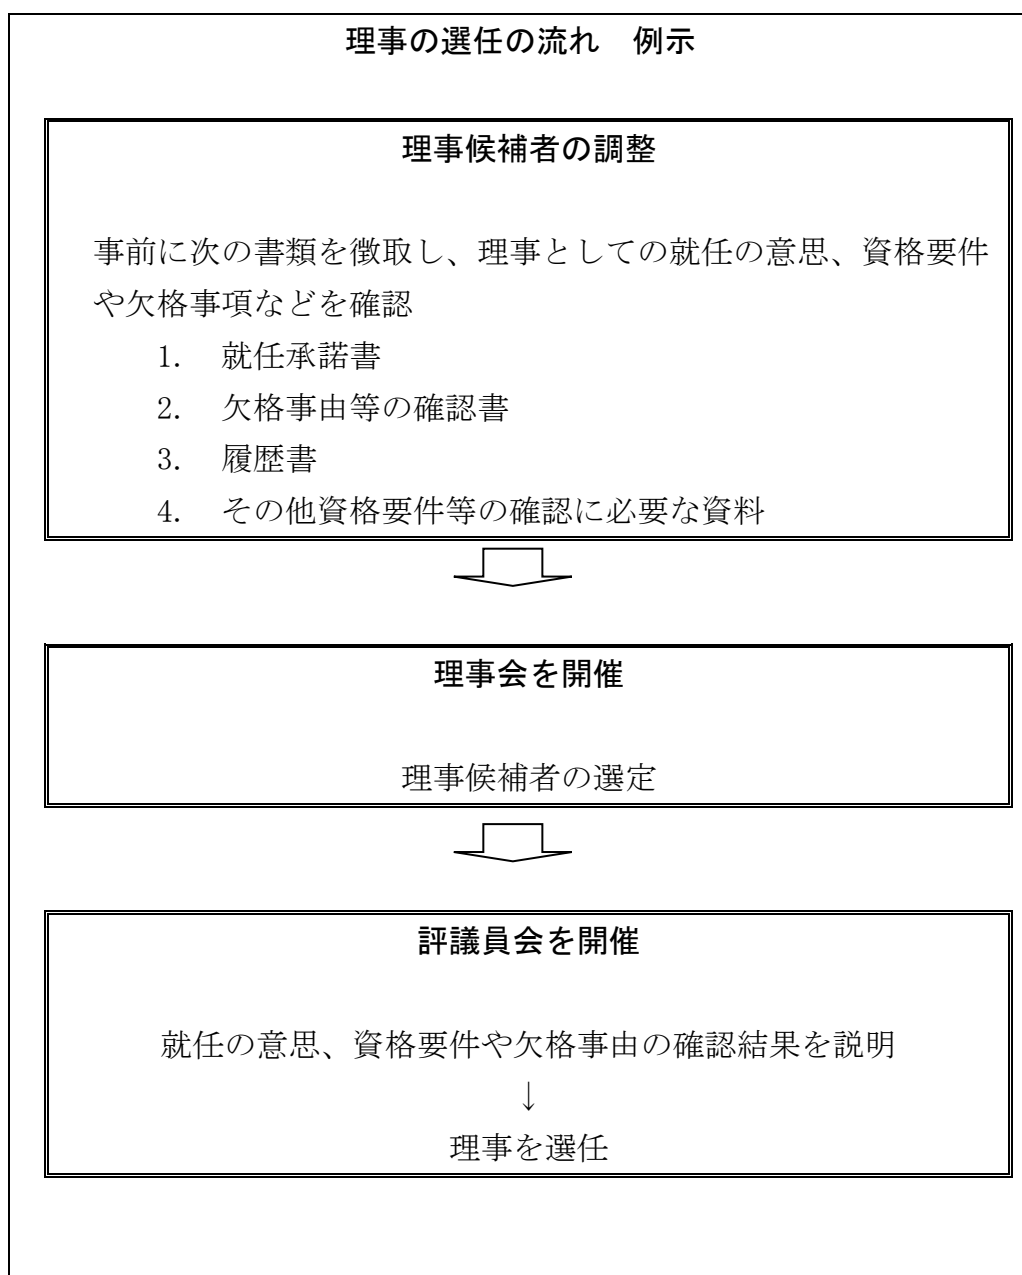 理事の選任の流れ　例示
理事候補者の調整
事前に次の書類を徴取し、理事としての就任の意思、資格要件
や欠格事項などを確認
1.　就任承諾書
2.　欠格事由等の確認書
3.　履歴書
4.　その他資格要件等の確認に必要な資料
理事会を開催
理事候補者の選定
評議員会を開催
就任の意思、資格要件や欠格事由の確認結果を説明
↓
理事を選任